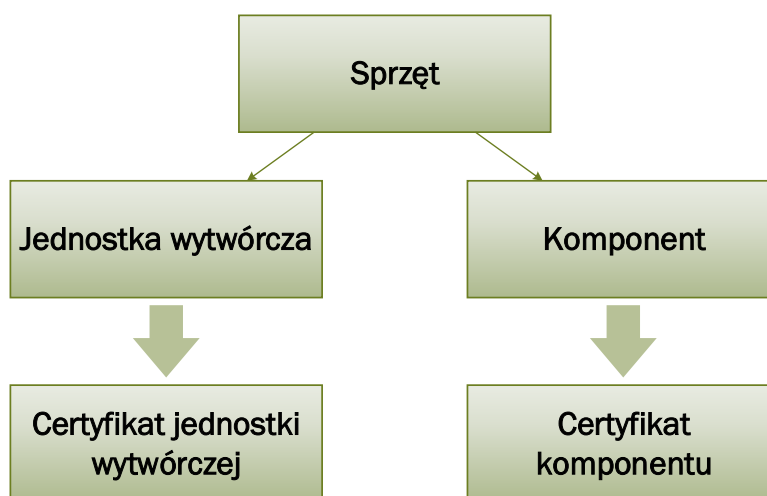 Sprzęt
Jednostka wytwórcza
Komponent
Certyfikat jednostki
wytwórczej
Certyfikat
komponentu